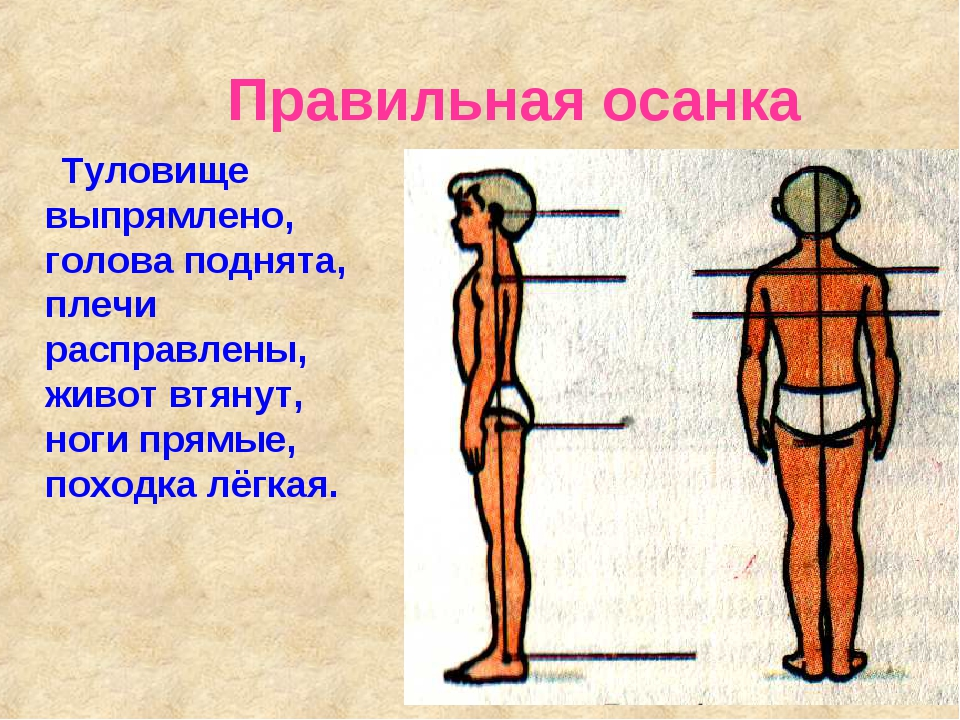 Правильная осанка
Туловище
выпрямлено,
голова поднята,
плечи
расправлены,
живот втянут,
ноги прямые,
походка лёгкая.